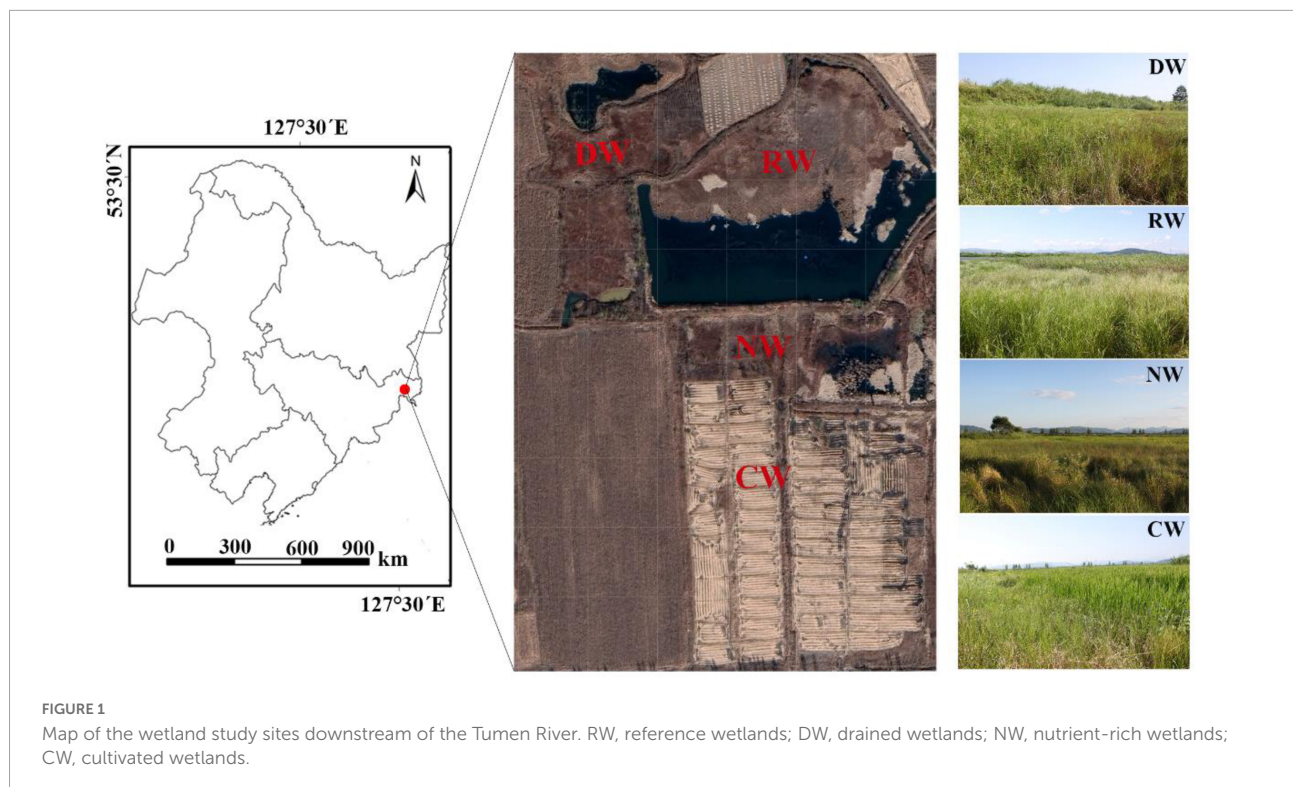 127°30´E
53°30´N
N
0 300 600 900 km
127°30´E
DW
RW
NW
CW
DW
RW
NW
CW
FIGURE 1
Map of the wetland study sites downstream of the Tumen River. RW, reference wetlands; DW, drained wetlands; NW, nutrient-rich wetlands;
CW, cultivated wetlands.